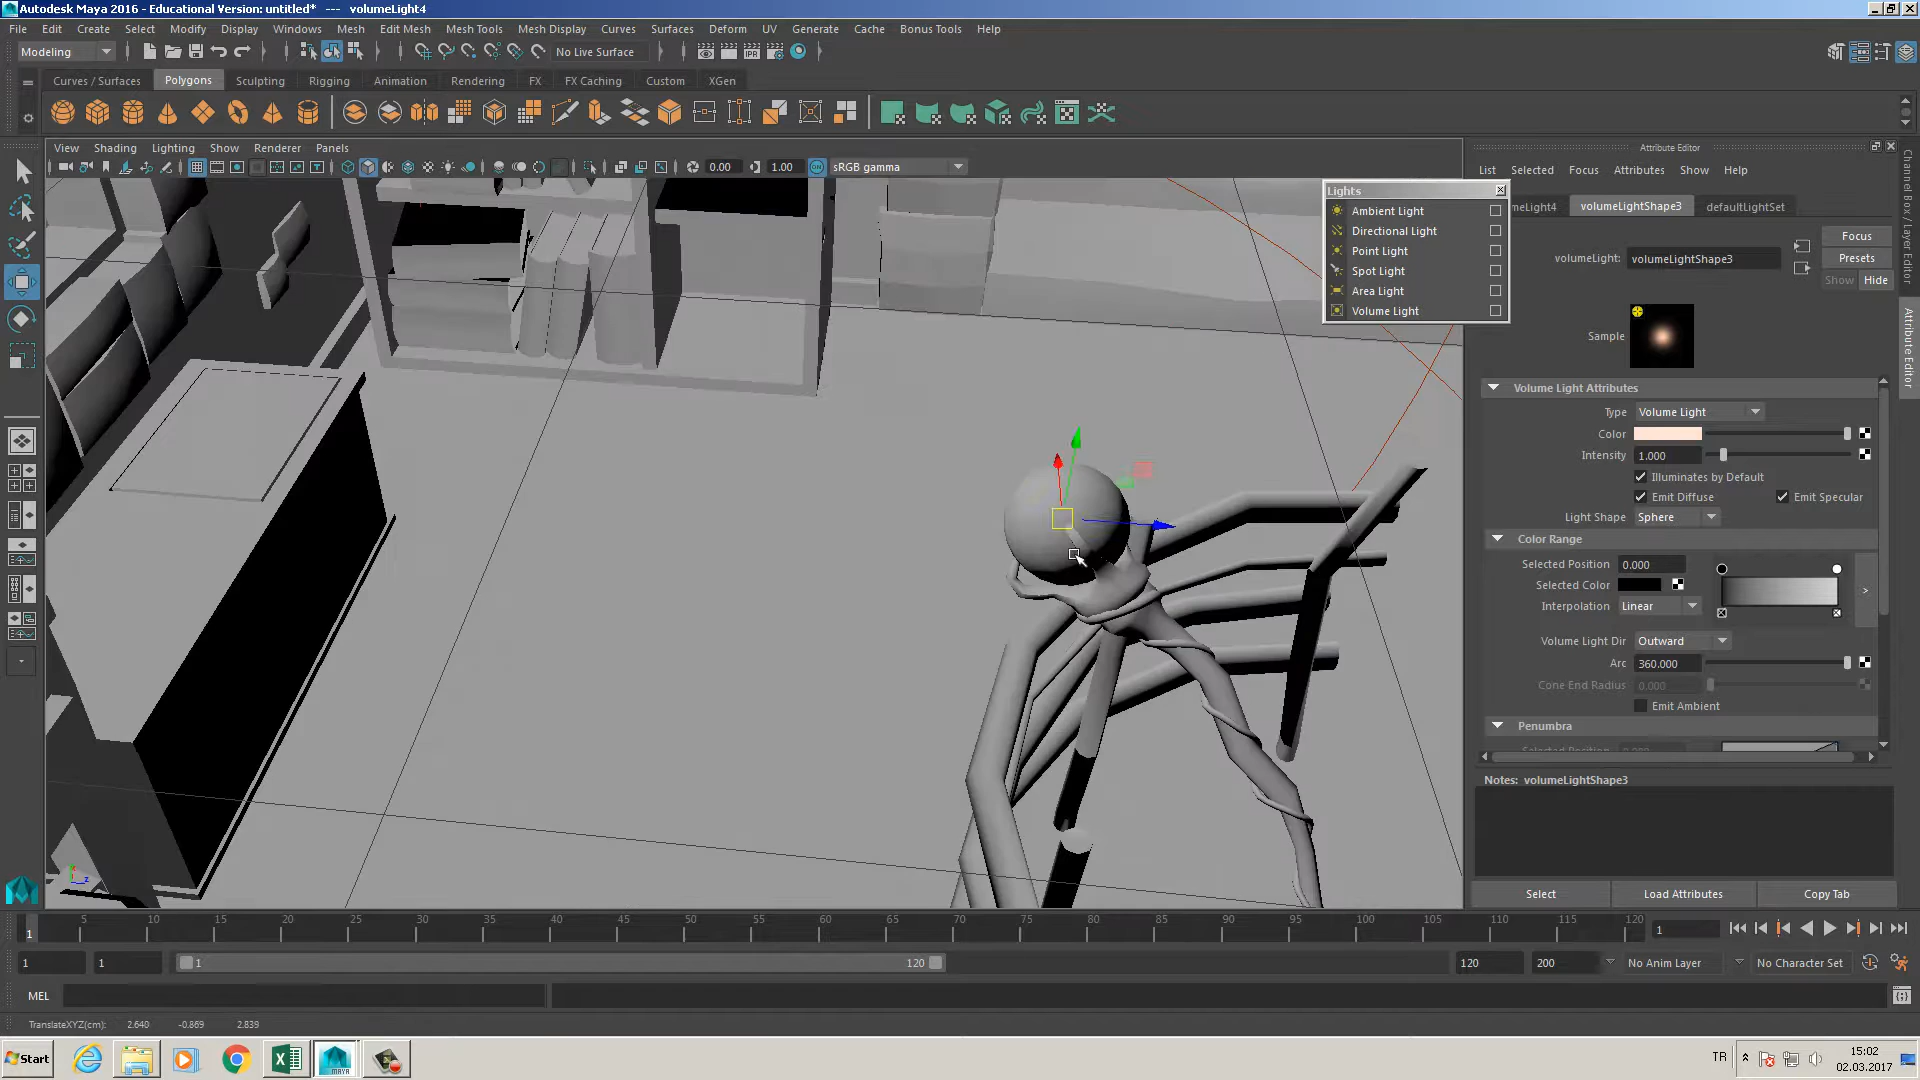 Autodesk Maya 2016 - Educational Version: untitled* --- volumeLight4
File Edit Create Select Modify Display Windows Mesh Edit Mesh Mesh Tools Mesh Display Curves Surfaces Deform UV Generate Cache Bonus Tools Help
Modeling No Live Surface
Curves / Surfaces Polygons Sculpting Rigging Animation Rendering FX FX Caching Custom XGen
View Shading Lighting Show Renderer Panels
0.00 1.00 sRGB gamma
Lights
Ambient Light
Directional Light
Point Light
Spot Light
Area Light
Volume Light
Attribute Editor
List Selected Focus Attributes Show Help
meLight4 volumeLightShape3 defaultLightSet
volumeLight: volumeLightShape3
Focus
Presets
Show Hide
Sample
Volume Light Attributes
Type Volume Light
Color
Intensity 1.000
Illuminates by Default
Emit Diffuse Emit Specular
Light Shape Sphere
Color Range
Selected Position 0.000
Selected Color
Interpolation Linear
>
Volume Light Dir Outward
Arc 360.000
Cone End Radius 0.000
Emit Ambient
Penumbra
Selected Position 0.000
Notes: volumeLightShape3
Select Load Attributes Copy Tab
Channel Box / Layer Editor
Attribute Editor
5 10 15 20 25 30 35 40 45 50 55 60 65 70 75 80 85 90 95 100 105 110 115 120
1 1
1 1 1 120 120 200 No Anim Layer No Character Set
MEL
TranslateXYZ(cm): 2.640 -0.869 2.839
Start MAYA TR 15:02
02.03.2017